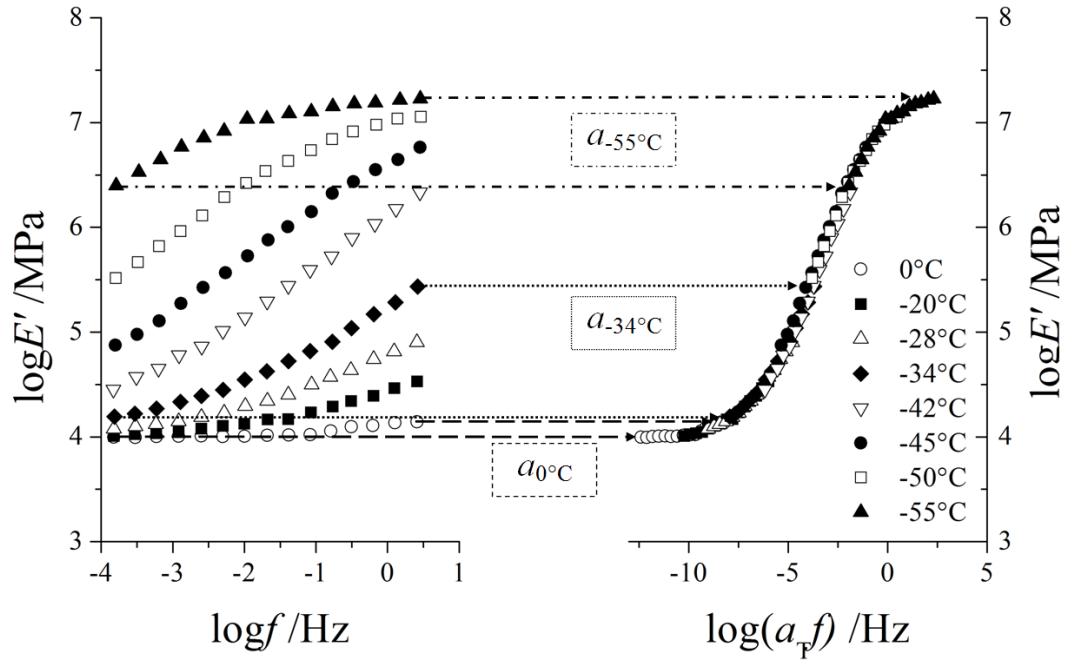 8
7
6
5
4
3
logE′ /MPa
-4
-3
-2
-1
0
1
logf /Hz
a-55°C
a-34°C
a0°C
8
7
6
5
4
3
logE′ /MPa
-10
-5
0
5
log(aTf) /Hz
0°C
-20°C
-28°C
-34°C
-42°C
-45°C
-50°C
-55°C